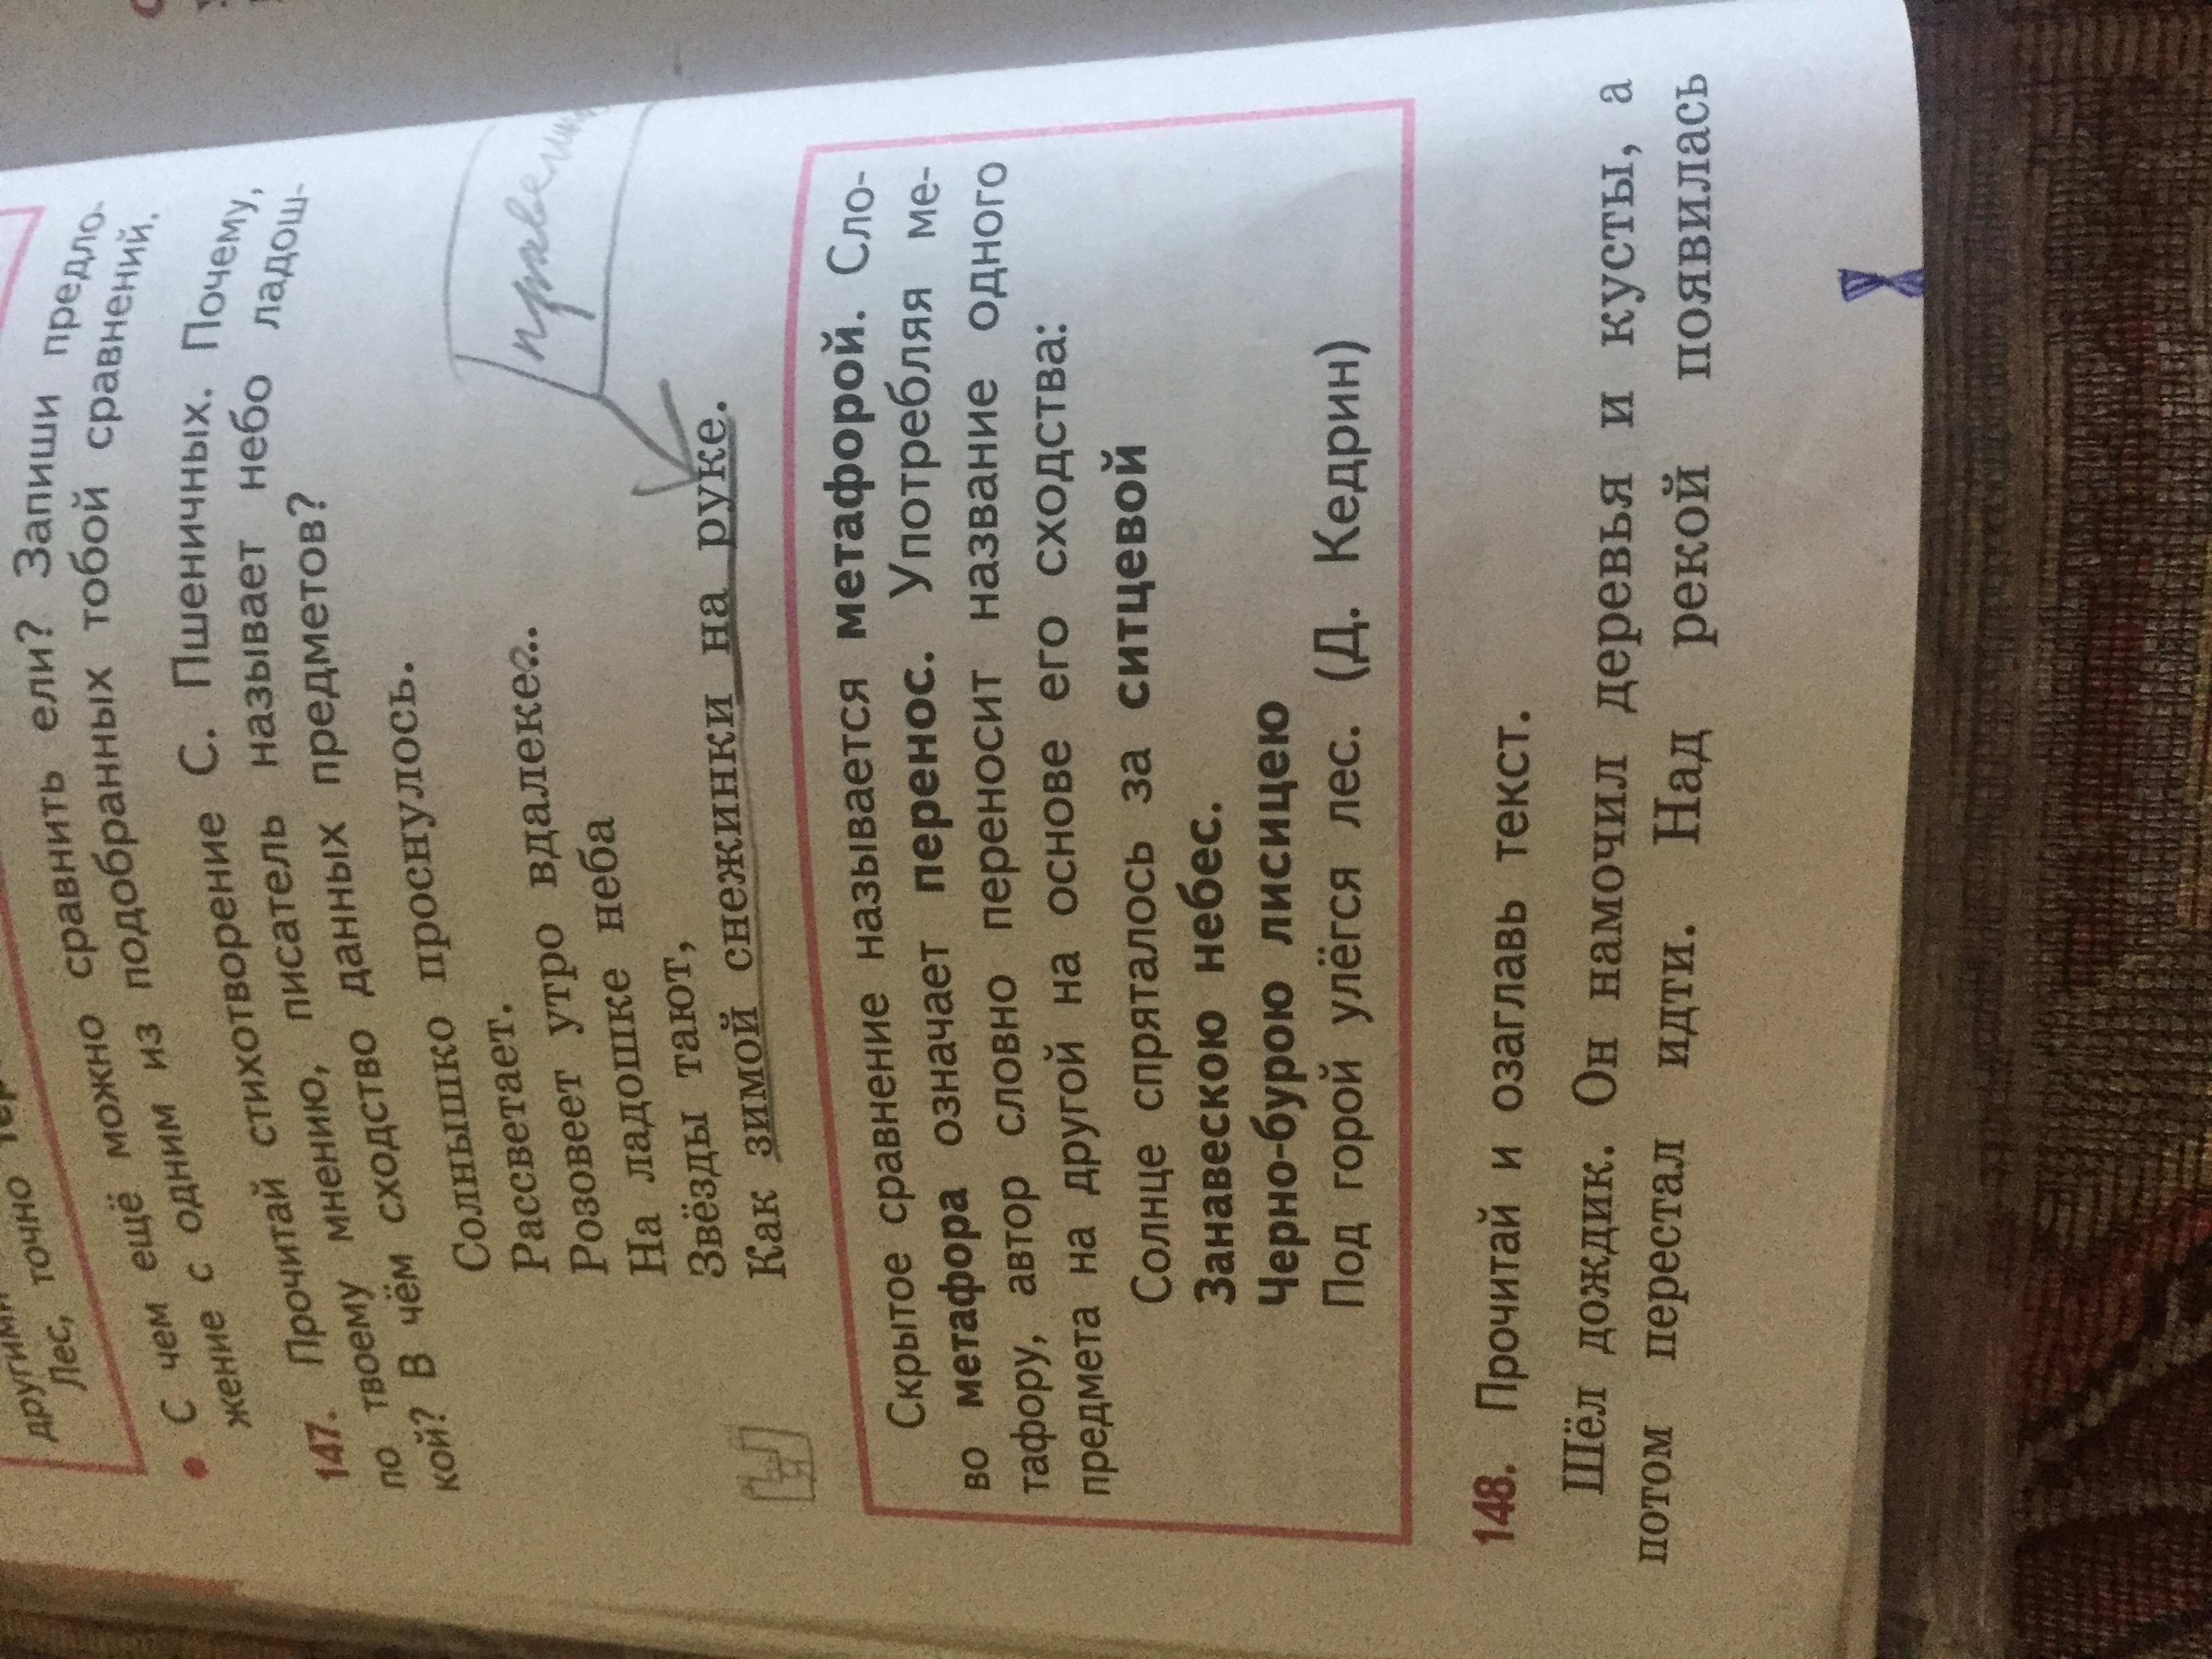 другими
Лес, точно
С чем ещё можно сравнить ели? Запиши предло-
жение с одним из подобранных тобой сравнений.
147. Прочитай стихотворение С. Пшеничных. Почему,
по твоему мнению, писатель называет небо ладош-
кой? В чём сходство данных предметов?
Солнышко проснулось.
Рассветает.
Розовеет утро вдалеке...
На ладошке неба
Звёзды тают,
Как зимой снежинки на руке.
Скрытое сравнение называется метафорой. Сло-
во метафора означает перенос. Употребляя ме-
тафору, автор словно переносит название одного
предмета на другой на основе его сходства:
Солнце спряталось за ситцевой
Занавескою небес.
Черно-бурою лисицею
Под горой улёгся лес. (Д. Кедрин)
148. Прочитай и озаглавь текст.
Шёл дождик. Он намочил деревья и кусты, а
потом перестал идти. Над рекой появилась